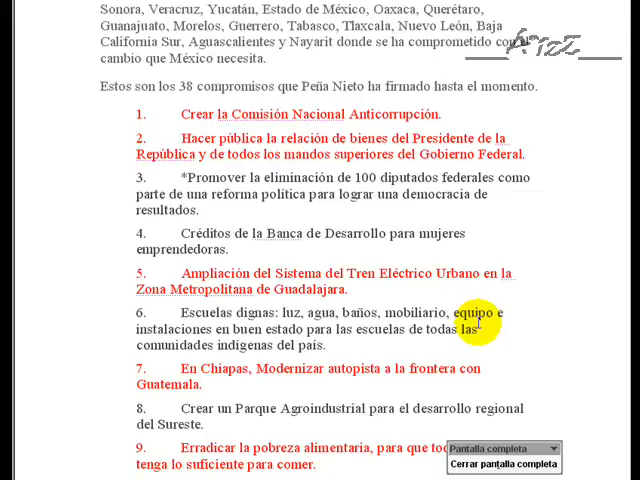 Sonora, Veracruz, Yucatán, Estado de México, Oaxaca, Querétaro,
Guanajuato, Morelos, Guerrero, Tabasco, Tlaxcala, Nuevo León, Baja
California Sur, Aguascalientes y Nayarit donde se ha comprometido con el
cambio que México necesita.
Estos son los 38 compromisos que Peña Nieto ha firmado hasta el momento.
1. Crear la Comisión Nacional Anticorrupción.
2. Hacer pública la relación de bienes del Presidente de la
República y de todos los mandos superiores del Gobierno Federal.
3. *Promover la eliminación de 100 diputados federales como
parte de una reforma política para lograr una democracia de
resultados.
4. Créditos de la Banca de Desarrollo para mujeres
emprendedoras.
5. Ampliación del Sistema del Tren Eléctrico Urbano en la
Zona Metropolitana de Guadalajara.
6. Escuelas dignas: luz, agua, baños, mobiliario, equipo e
instalaciones en buen estado para las escuelas de todas las
comunidades indígenas del país.
7. En Chiapas, Modernizar autopista a la frontera con
Guatemala.
8. Crear un Parque Agroindustrial para el desarrollo regional
del Sureste.
9. Erradicar la pobreza alimentaria, para que
tenga lo suficiente para comer.
Pantalla completa
Cerrar pantalla completa